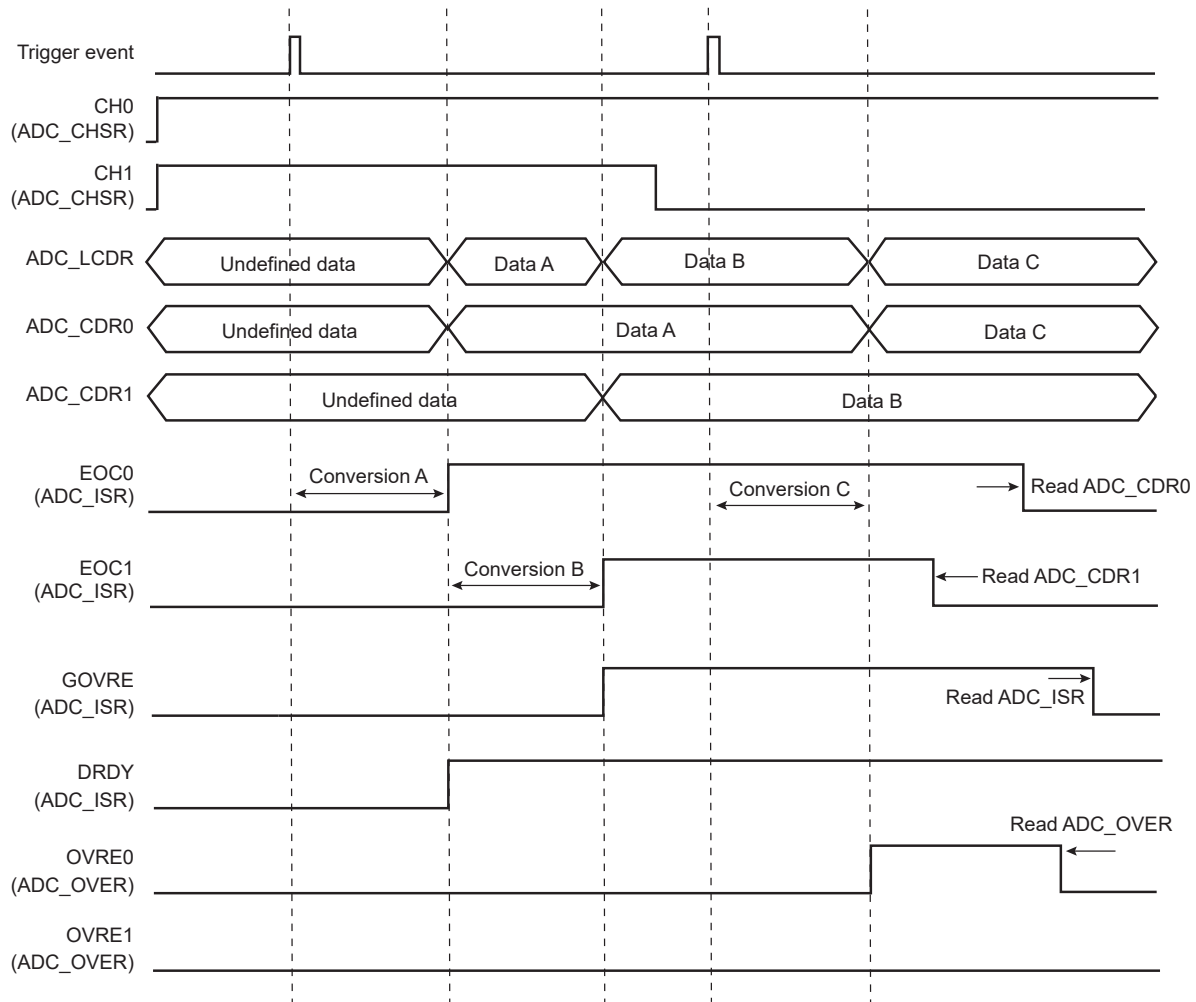 Trigger event
CH0
(ADC_CHSR)
CH1
(ADC_CHSR)
ADC_LCDR
Undefined data
Data A
Data B
Data C
ADC_CDR0
Undefined data
Data A
Data C
ADC_CDR1
Undefined data
Data B
EOC0
(ADC_ISR)
Conversion A
Conversion C
Read ADC_CDR0
EOC1
(ADC_ISR)
Conversion B
Read ADC_CDR1
GOVRE
(ADC_ISR)
Read ADC_ISR
DRDY
(ADC_ISR)
Read ADC_OVER
OVRE0
(ADC_OVER)
OVRE1
(ADC_OVER)